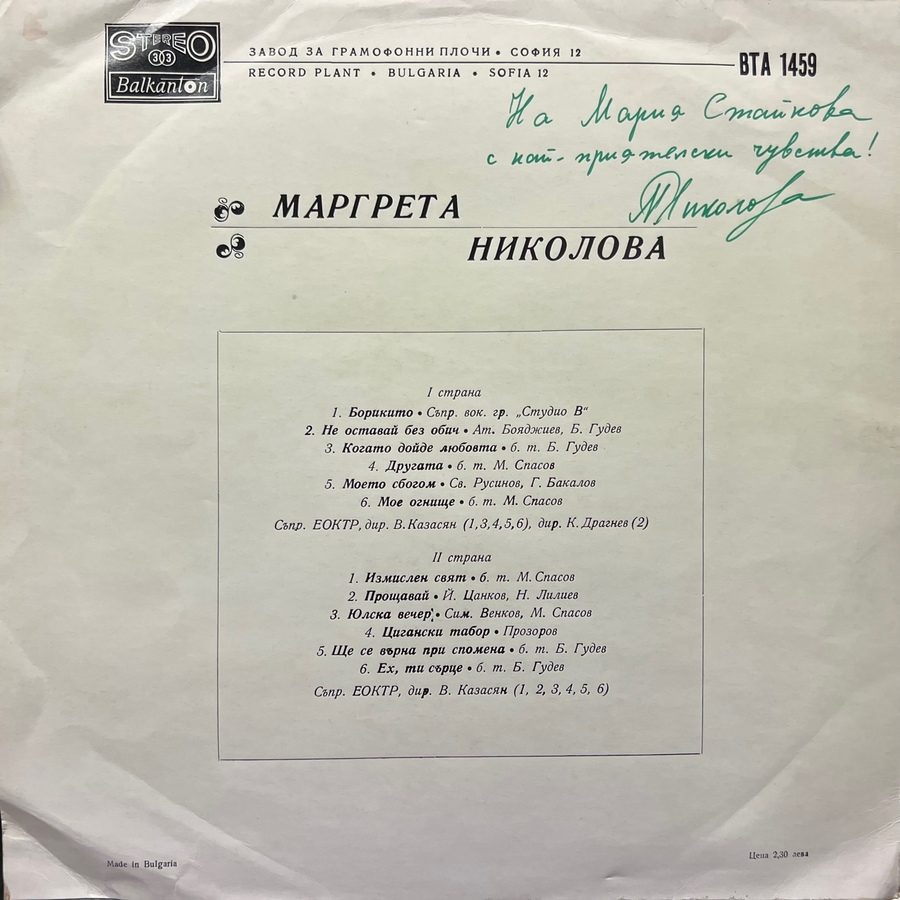 STEREO
33
Balkanton
ЗАВОД ЗА ГРАМОФОННИ ПЛОЧИ • СОФИЯ 12
RECORD PLANT • BULGARIA • SOFIA 12
ВТА 1459
На Мария Стайкова
с най-приятелски чувства!
МНиколова
МАРГРЕТА
НИКОЛОВА
I страна
1. Борикито • Съпр. вок. гр. „Студио В“
2. Не оставай без обич • Ат. Бояджиев, Б. Гудев
3. Когато дойде любовта • б. т. Б. Гудев
4. Другата • б. т. М. Спасов
5. Моето сбогом • Св. Русинов, Г. Бакалов
6. Мое огнище • б. т. М. Спасов
Съпр. ЕОКТР, дир. В. Казасян (1,3,4,5,6), дир. К. Драгнев (2)
II страна
1. Измислен свят • б. т. М. Спасов
2. Прощавай • Й. Цанков, Н. Лилиев
3. Юлска вечер • Сим. Венков, М. Спасов
4. Цигански табор • Прозоров
5. Ще се върна при спомена • б. т. Б. Гудев
6. Ех, ти сърце • б. т. Б. Гудев
Съпр. ЕОКТР, дир. В. Казасян (1, 2, 3, 4, 5, 6)
Made in Bulgaria
Цена 2,30 лева